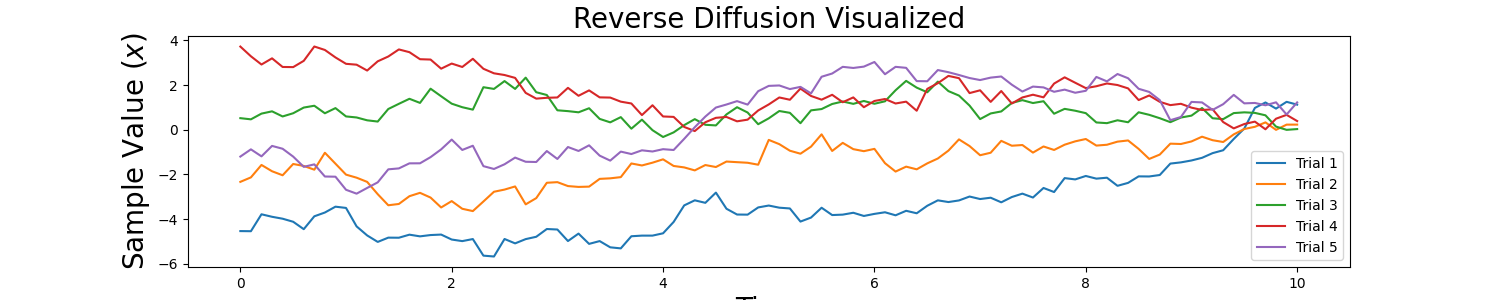 Reverse Diffusion Visualized
Sample Value (x)
4
2
0
−2
−4
−6
0
2
4
6
8
10
Trial 1
Trial 2
Trial 3
Trial 4
Trial 5